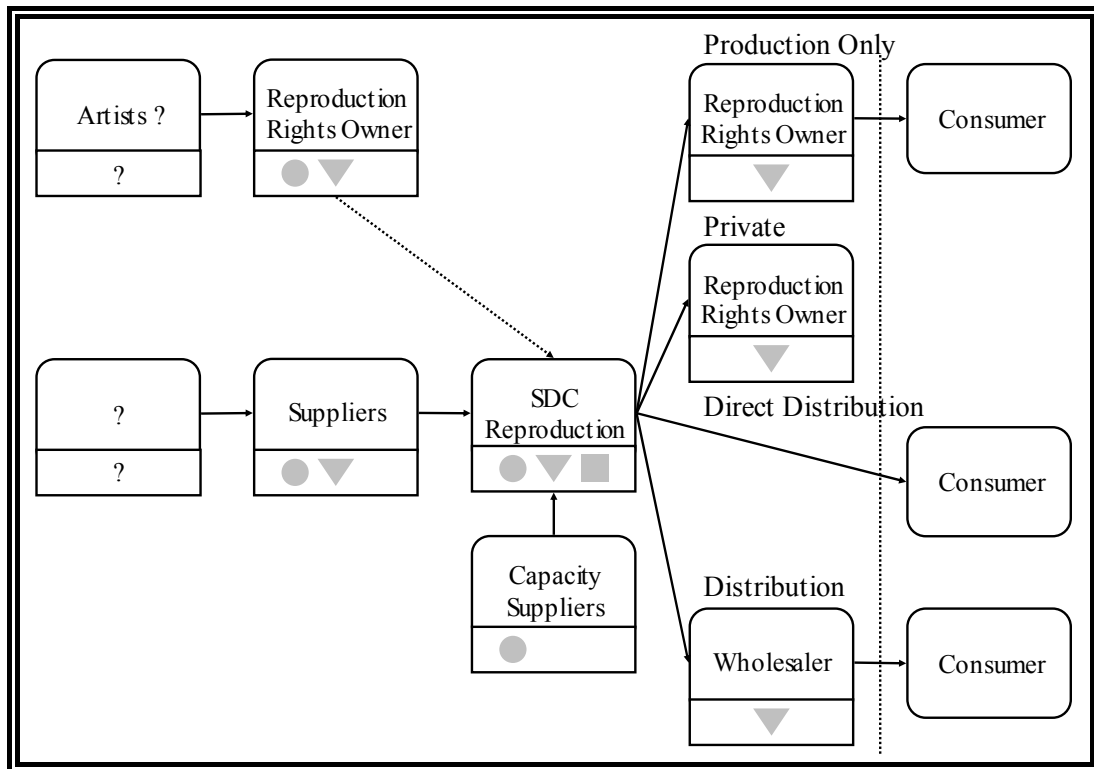 Production Only
Artists ?
?
Reproduction
Rights Owner
Reproduction
Rights Owner
Consumer
Private
Reproduction
Rights Owner
?
?
Suppliers
SDC
Reproduction
Direct Distribution
Consumer
Capacity
Suppliers
Distribution
Wholesaler
Consumer